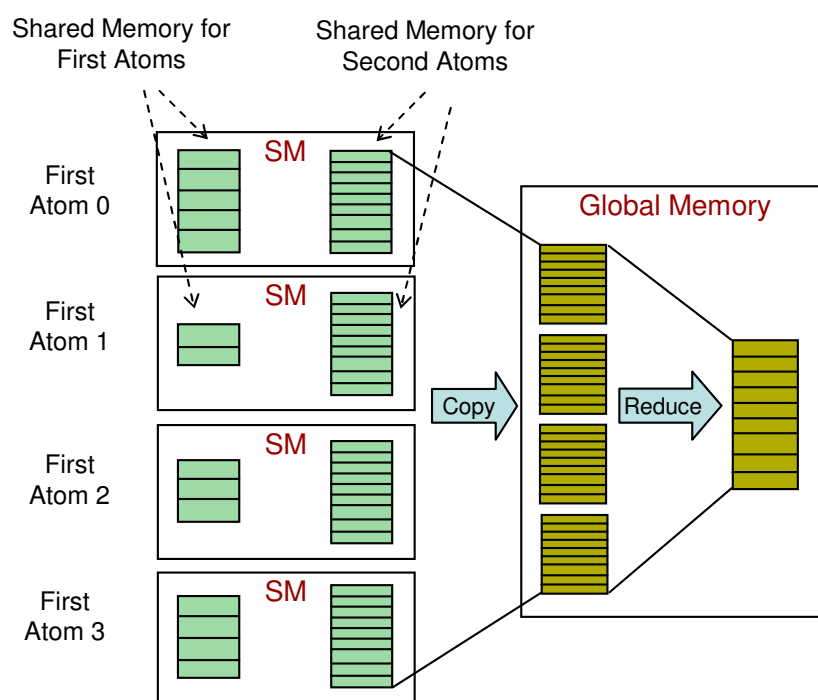 Shared Memory for
First Atoms
Shared Memory for
Second Atoms
First
Atom 0
SM
Global Memory
First
Atom 1
SM
Copy
Reduce
First
Atom 2
SM
First
Atom 3
SM